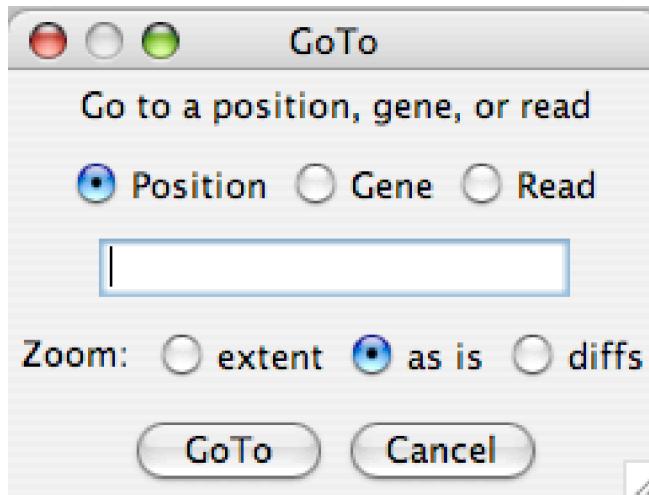 GoTo
Go to a position, gene, or read
Position Gene Read
Zoom: extent as is diffs
GoTo Cancel